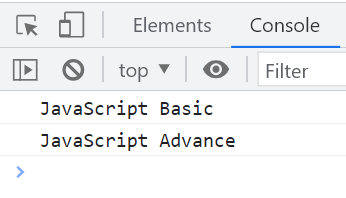 Elements Console
top Filter
JavaScript Basic
JavaScript Advance